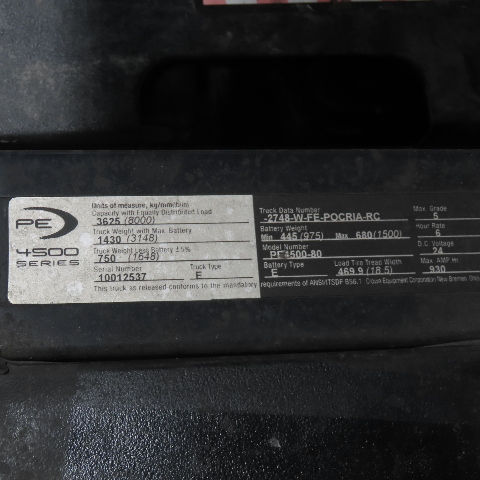 PE
4500
SERIES
Units of measure, kg/mm/hm
Capacity with Equally Distributed Load
3625 (8000)
Truck Weight with Max. Battery
1430 (3148)
Truck Weight Less Battery ±5%
750 (1648)
Serial Number
10012537
Truck Type
E
This truck as released conforms to the mandatory requirements of ANSI/ITSDF B56.1 Crown Equipment Corporation New Bremen
Truck Data Number
-2748-W-FE-POCRIA-RC
Battery Weight
Min 445 (975) Max 680 (1500)
Model Number
PE 4500-80
Battery Type
E
Load Tire Tread Width
469.9 (18.5)
Max. Grade
5
Hour Rate
6
D.C. Voltage
24
Max. AMP Hr
930